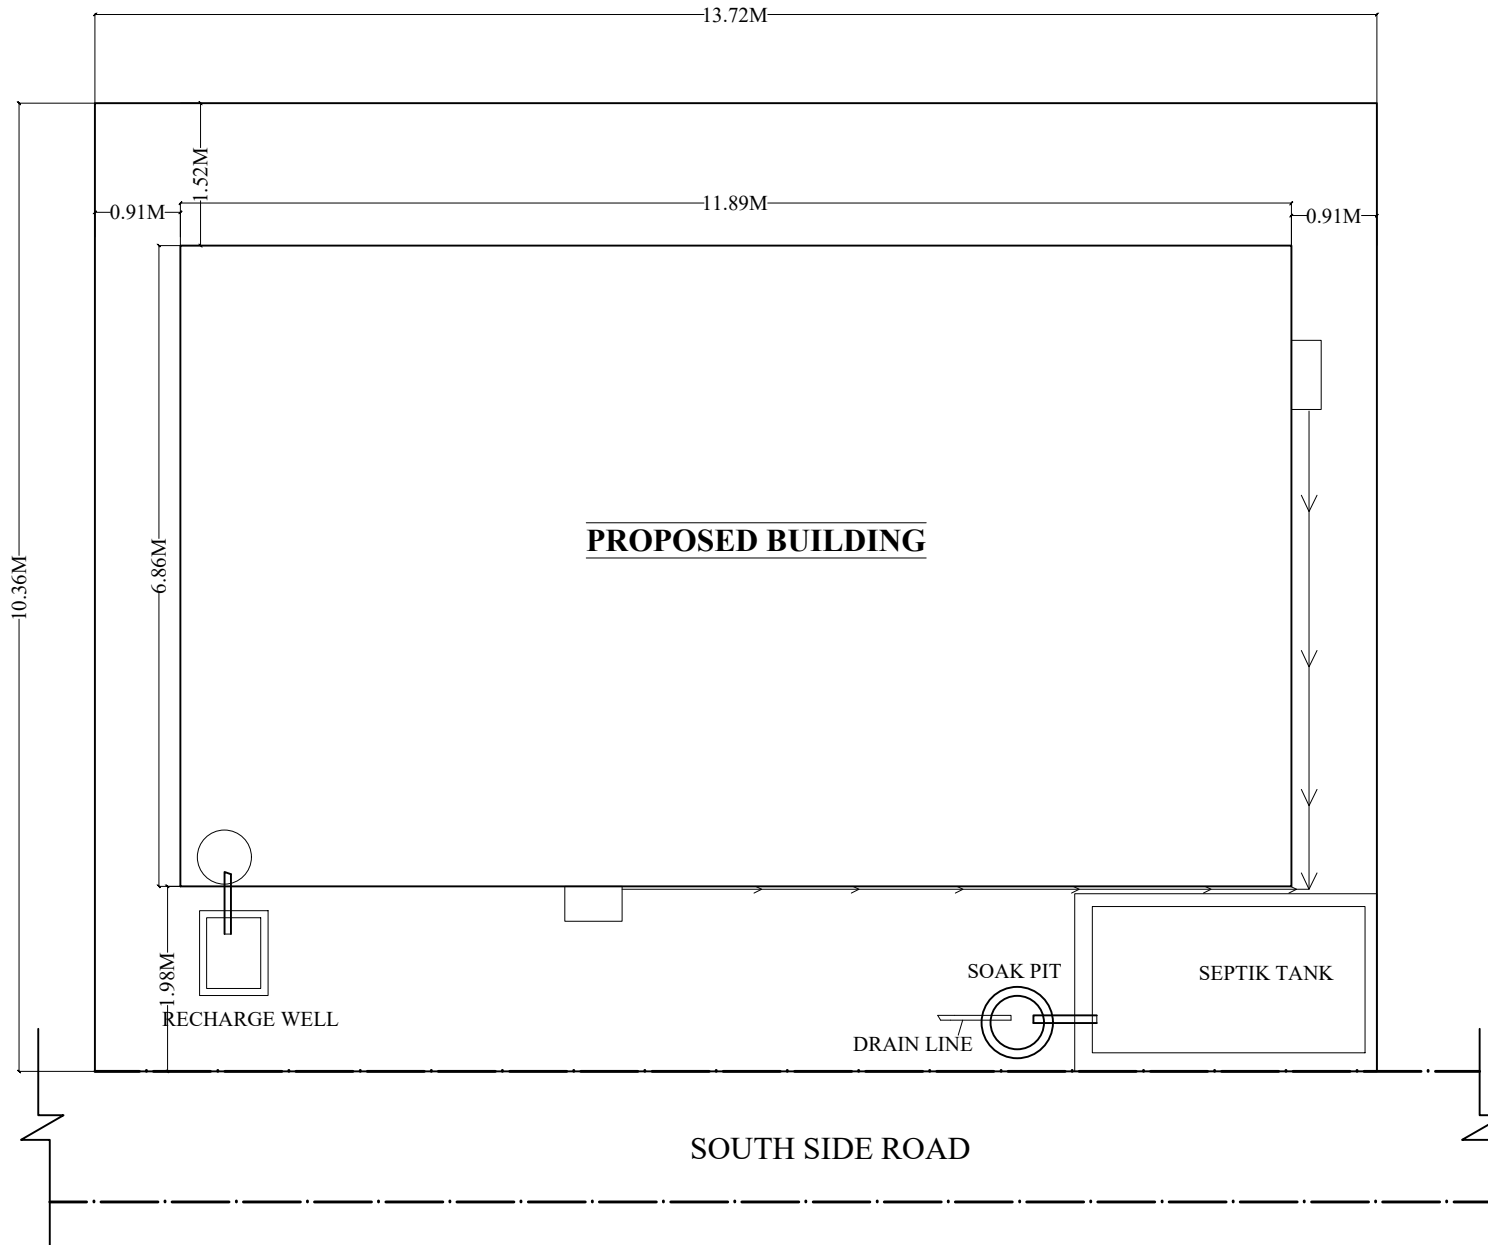 13.72M
1.52M
0.91M
11.89M
0.91M
PROPOSED BUILDING
10.36M
6.86M
SOAK PIT
SEPTIK TANK
1.98M
RECHARGE WELL
DRAIN LINE
SOUTH SIDE ROAD